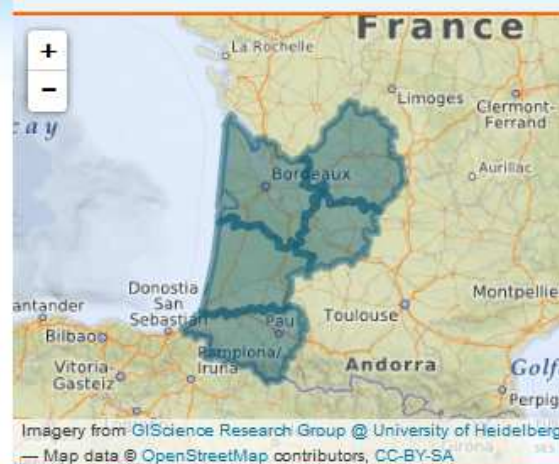 France
+
La Rochelle
−
Limoges
Clermont-
Ferrand
cay
Bordeaux
Aurillac
Donostia
San
Sebastián
Montpellie
antander
Toulouse
Bilbao
Pau
Pamplona/
Iruña
Andorra
Golf
Vitoria-
Gasteiz
Perpig
Imagery from GIScience Research Group @ University of Heidelberg
— Map data © OpenStreetMap contributors, CC-BY-SA